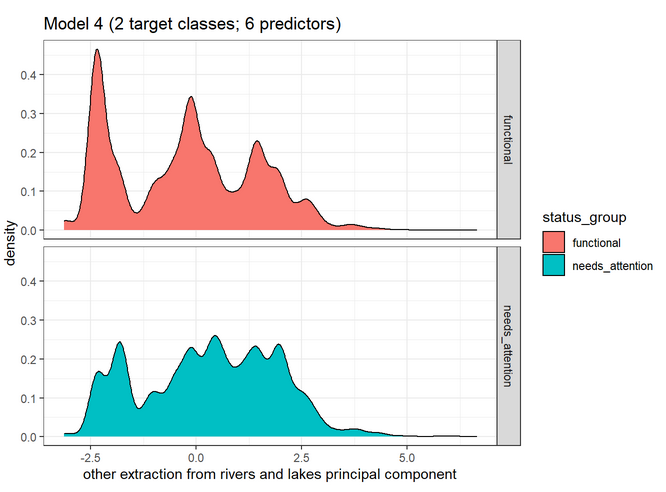 Model 4 (2 target classes; 6 predictors)
0.4
0.3
0.2
0.1
0.0
functional
0.4
0.3
0.2
0.1
0.0
needs_attention
density
-2.5
0.0
2.5
5.0
other extraction from rivers and lakes principal component
status_group
functional
needs_attention